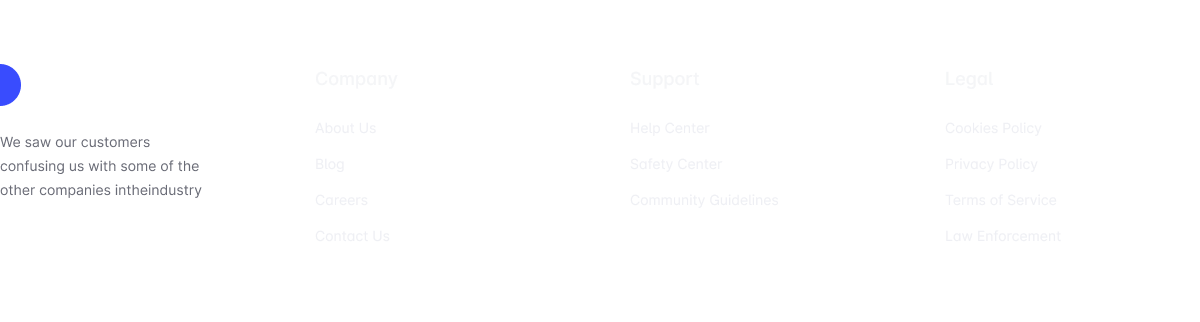 We saw our customers
confusing us with some of the
other companies intheindustry
Company
About Us
Blog
Careers
Contact Us
Support
Help Center
Safety Center
Community Guidelines
Legal
Cookies Policy
Privacy Policy
Terms of Service
Law Enforcement